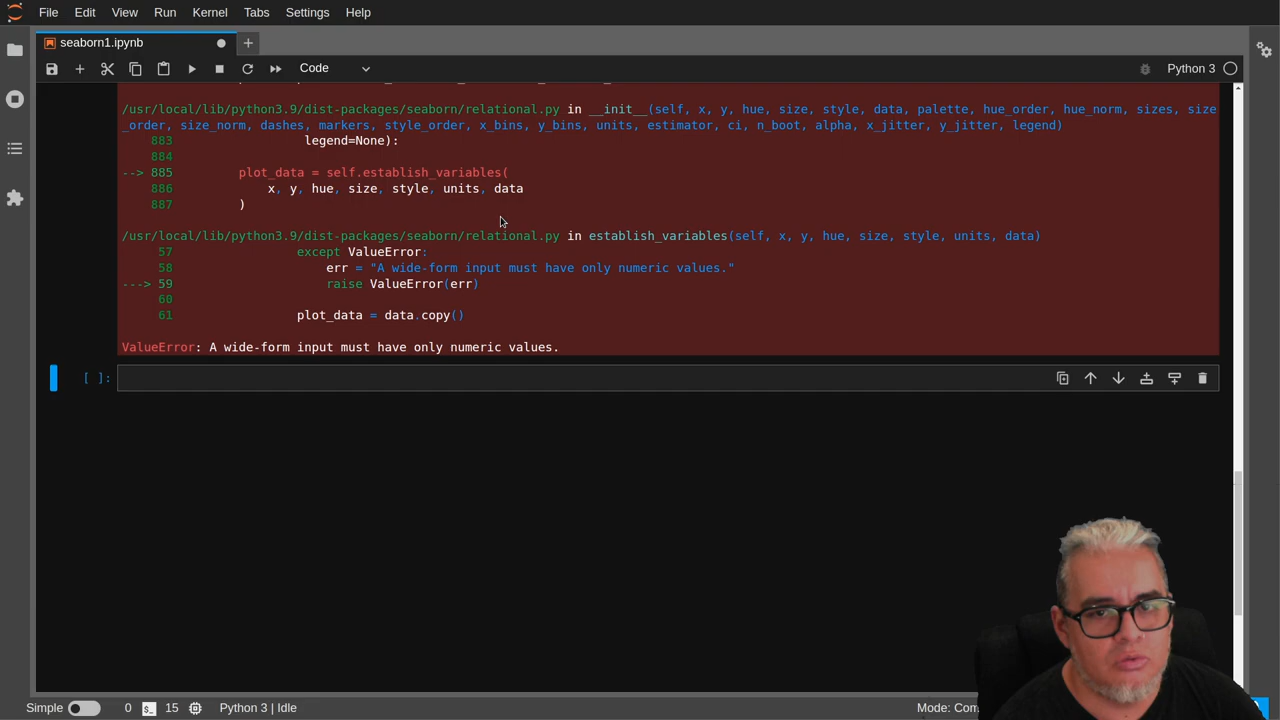 File Edit View Run Kernel Tabs Settings Help
seaborn1.ipynb
Code
Python 3
/usr/local/lib/python3.9/dist-packages/seaborn/relational.py in __init__(self, x, y, hue, size, style, data, palette, hue_order, hue_norm, sizes, size
_order, size_norm, dashes, markers, style_order, x_bins, y_bins, units, estimator, ci, n_boot, alpha, x_jitter, y_jitter, legend)
883 legend=None):
884
--> 885 plot_data = self.establish_variables(
886 x, y, hue, size, style, units, data
887 )
/usr/local/lib/python3.9/dist-packages/seaborn/relational.py in establish_variables(self, x, y, hue, size, style, units, data)
57 except ValueError:
58 err = "A wide-form input must have only numeric values."
---> 59 raise ValueError(err)
60
61 plot_data = data.copy()
ValueError: A wide-form input must have only numeric values.
[ ]:
Simple 0 15 Python 3 | Idle Mode: